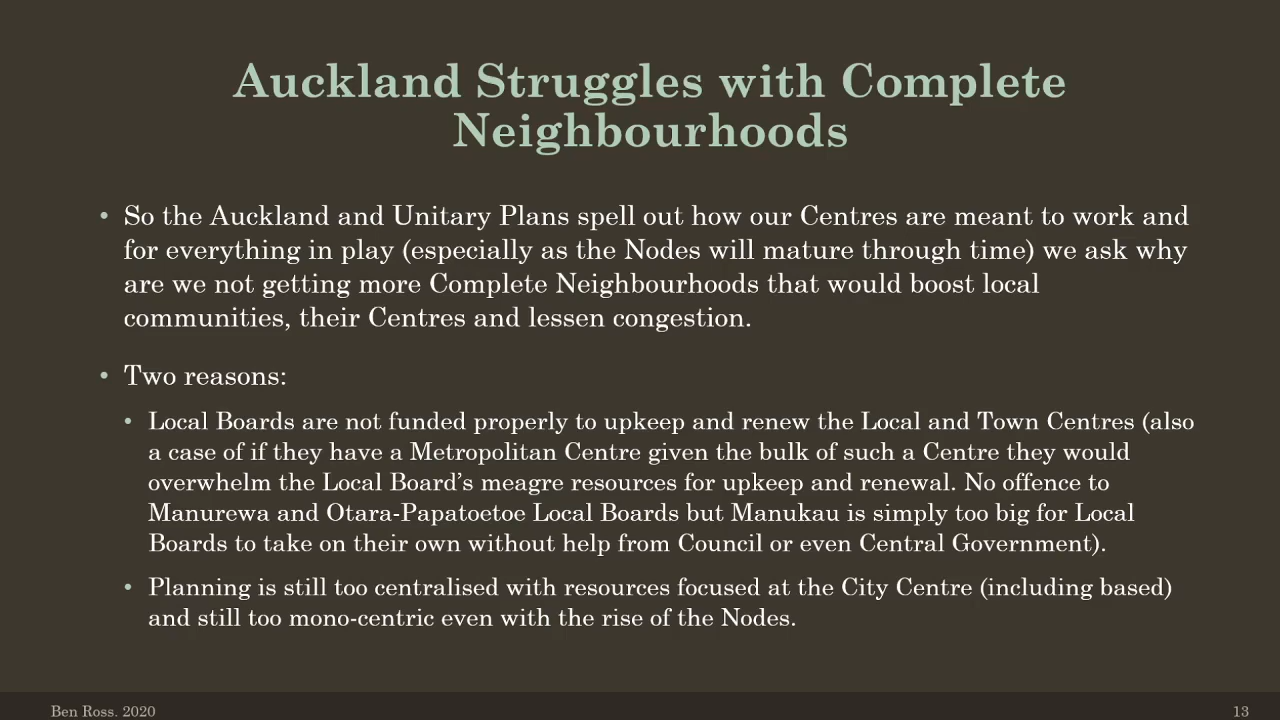 Auckland Struggles with Complete
Neighbourhoods
• So the Auckland and Unitary Plans spell out how our Centres are meant to work and
for everything in play (especially as the Nodes will mature through time) we ask why
are we not getting more Complete Neighbourhoods that would boost local
communities, their Centres and lessen congestion.
• Two reasons:
• Local Boards are not funded properly to upkeep and renew the Local and Town Centres (also
a case of if they have a Metropolitan Centre given the bulk of such a Centre they would
overwhelm the Local Board’s meagre resources for upkeep and renewal. No offence to
Manurewa and Otara-Papatoetoe Local Boards but Manukau is simply too big for Local
Boards to take on their own without help from Council or even Central Government).
• Planning is still too centralised with resources focused at the City Centre (including based)
and still too mono-centric even with the rise of the Nodes.
Ben Ross. 2020
13